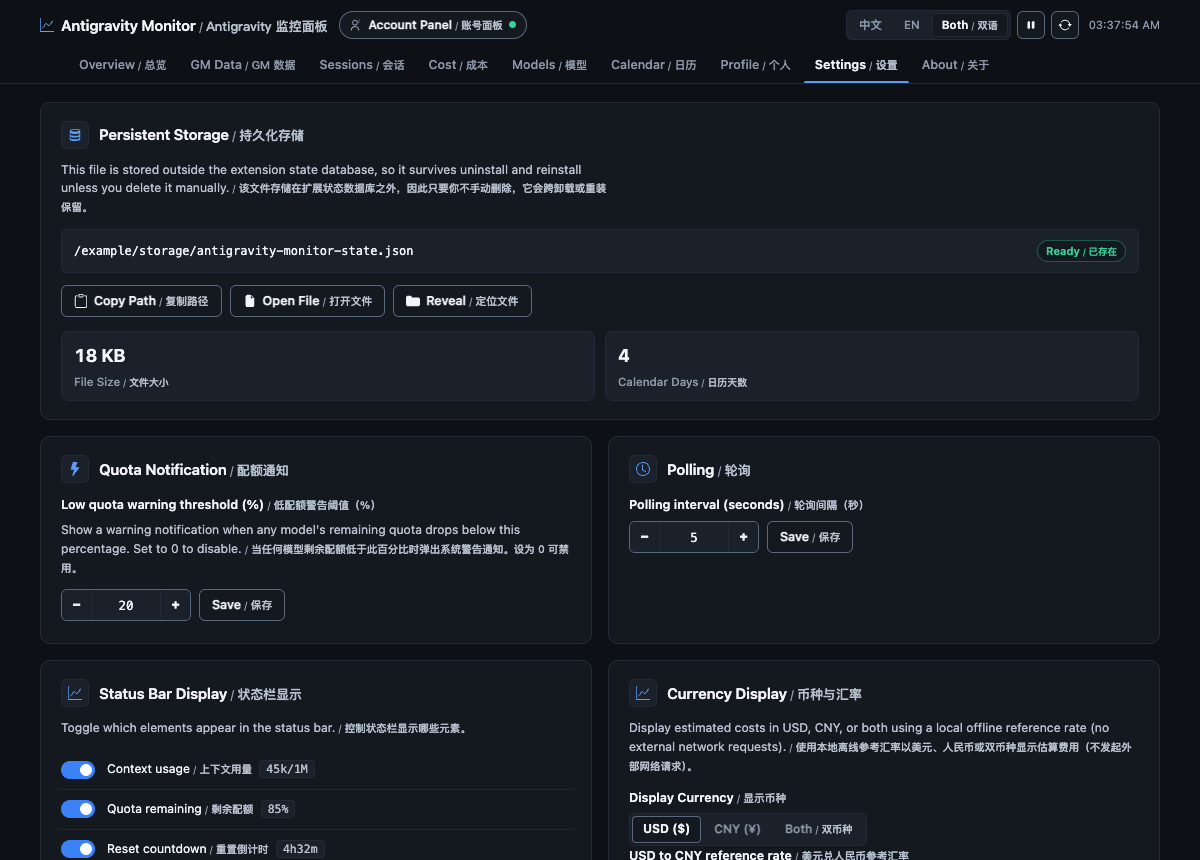 Antigravity Monitor / Antigravity 监控面板
Account Panel / 账号面板
中文 EN Both / 双语
03:37:54 AM
Overview / 总览 GM Data / GM 数据 Sessions / 会话 Cost / 成本 Models / 模型 Calendar / 日历 Profile / 个人 Settings / 设置 About / 关于
Persistent Storage / 持久化存储
This file is stored outside the extension state database, so it survives uninstall and reinstall
unless you delete it manually. / 该文件存储在扩展状态数据库之外，因此只要你不手动删除，它会跨卸载或重装
保留。
/example/storage/antigravity-monitor-state.json
Ready / 已存在
Copy Path / 复制路径 Open File / 打开文件 Reveal / 定位文件
18 KB
File Size / 文件大小
4
Calendar Days / 日历天数
Quota Notification / 配额通知
Low quota warning threshold (%) / 低配额警告阈值（%）
Show a warning notification when any model's remaining quota drops below this
percentage. Set to 0 to disable. / 当任何模型剩余配额低于此百分比时弹出系统警告通知。设为 0 可禁
用。
− 20 + Save / 保存
Polling / 轮询
Polling interval (seconds) / 轮询间隔（秒）
− 5 + Save / 保存
Status Bar Display / 状态栏显示
Toggle which elements appear in the status bar. / 控制状态栏显示哪些元素。
Context usage / 上下文用量 45k/1M
Quota remaining / 剩余配额 85%
Reset countdown / 重置倒计时 4h32m
Currency Display / 币种与汇率
Display estimated costs in USD, CNY, or both using a local offline reference rate (no
external network requests). / 使用本地离线参考汇率以美元、人民币或双币种显示估算费用（不发起外
部网络请求）。
Display Currency / 显示币种
USD ($) CNY (¥) Both / 双币种
USD to CNY reference rate / 美元兑人民币参考汇率